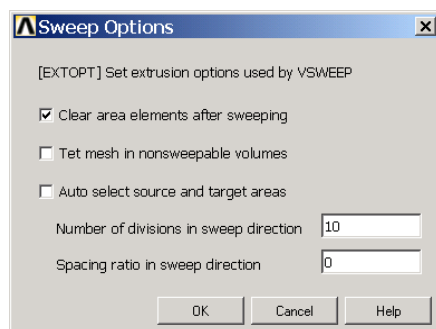 Sweep Options
[EXTOPT] Set extrusion options used by VSWEEP
Clear area elements after sweeping
Tet mesh in nonsweepable volumes
Auto select source and target areas
Number of divisions in sweep direction 10
Spacing ratio in sweep direction 0
OK Cancel Help